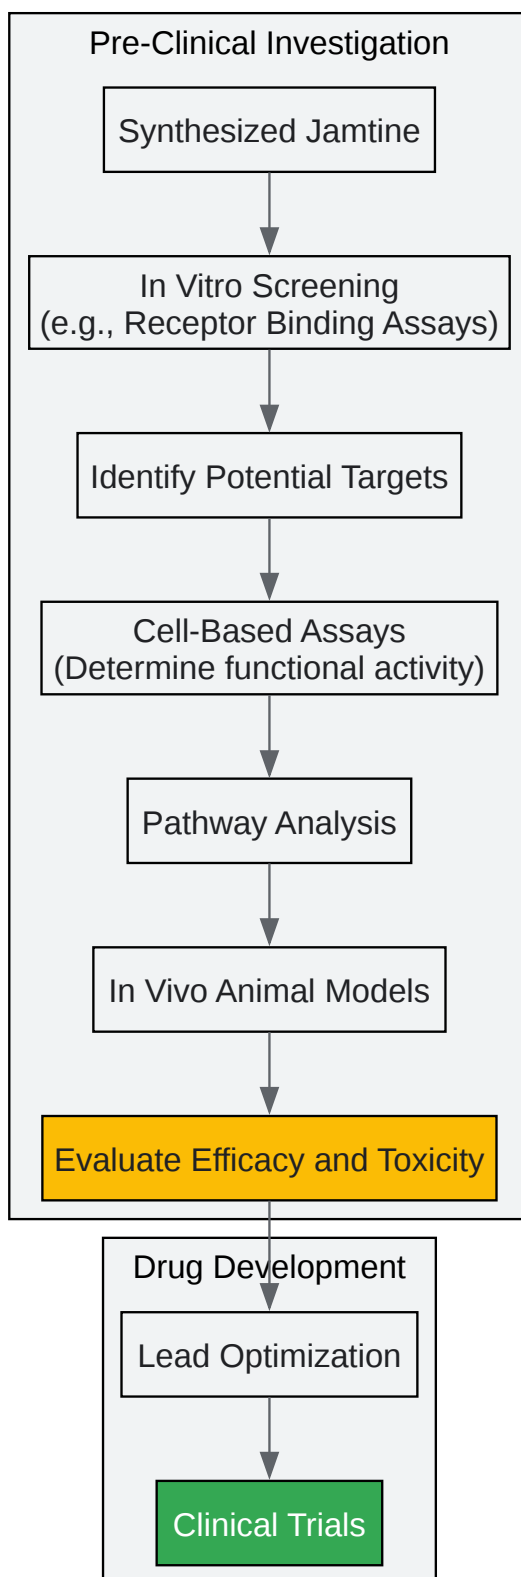 Pre-Clinical Investigation
Synthesized Jamtine
In Vitro Screening
(e.g., Receptor Binding Assays)
Identify Potential Targets
Cell-Based Assays
(Determine functional activity)
Pathway Analysis
In Vivo Animal Models
Evaluate Efficacy and Toxicity
Drug Development
Lead Optimization
Clinical Trials